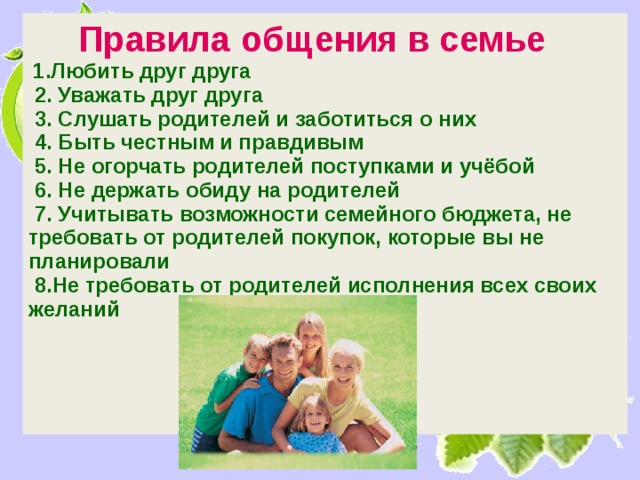 Правила общения в семье
1.Любить друг друга
2. Уважать друг друга
3. Слушать родителей и заботиться о них
4. Быть честным и правдивым
5. Не огорчать родителей поступками и учёбой
6. Не держать обиду на родителей
7. Учитывать возможности семейного бюджета, не
требовать от родителей покупок, которые вы не
планировали
8.Не требовать от родителей исполнения всех своих
желаний